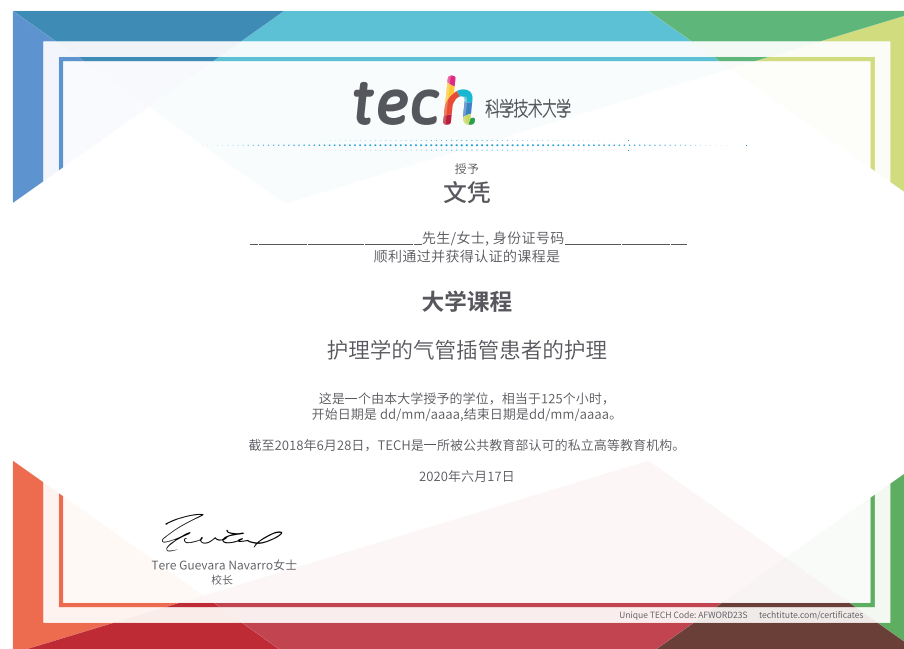 tech 科学技术大学
授予
文凭
________________________先生/女士, 身份证号码_________________
顺利通过并获得认证的课程是
大学课程
护理学的气管插管患者的护理
这是一个由本大学授予的学位，相当于125个小时，
开始日期是 dd/mm/aaaa,结束日期是dd/mm/aaaa。
截至2018年6月28日，TECH是一所被公共教育部认可的私立高等教育机构。
2020年六月17日
Tere Guevara Navarro女士
校长
Unique TECH Code: AFWORD23S techtitute.com/certificates